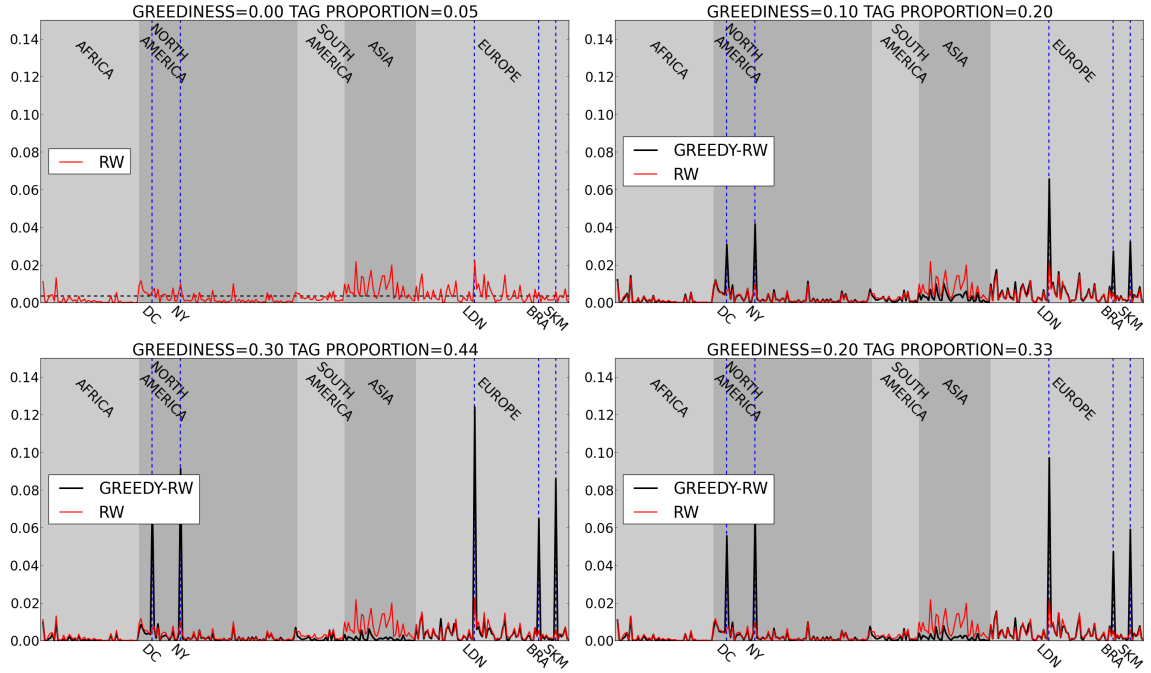 GREEDINESS=0.00 TAG PROPORTION=0.05
0.14
0.12
0.10
0.08
0.06
0.04
0.02
0.00
AFRICA
NORTH
AMERICA
SOUTH
AMERICA
ASIA
EUROPE
RW
DC
NY
LDN
BRA
SKM
GREEDINESS=0.10 TAG PROPORTION=0.20
0.14
0.12
0.10
0.08
0.06
0.04
0.02
0.00
AFRICA
NORTH
AMERICA
SOUTH
AMERICA
ASIA
EUROPE
GREEDY-RW
RW
DC
NY
LDN
BRA
SKM
GREEDINESS=0.30 TAG PROPORTION=0.44
0.14
0.12
0.10
0.08
0.06
0.04
0.02
0.00
AFRICA
NORTH
AMERICA
SOUTH
AMERICA
ASIA
EUROPE
GREEDY-RW
RW
DC
NY
LDN
BRA
SKM
GREEDINESS=0.20 TAG PROPORTION=0.33
0.14
0.12
0.10
0.08
0.06
0.04
0.02
0.00
AFRICA
NORTH
AMERICA
SOUTH
AMERICA
ASIA
EUROPE
GREEDY-RW
RW
DC
NY
LDN
BRA
SKM